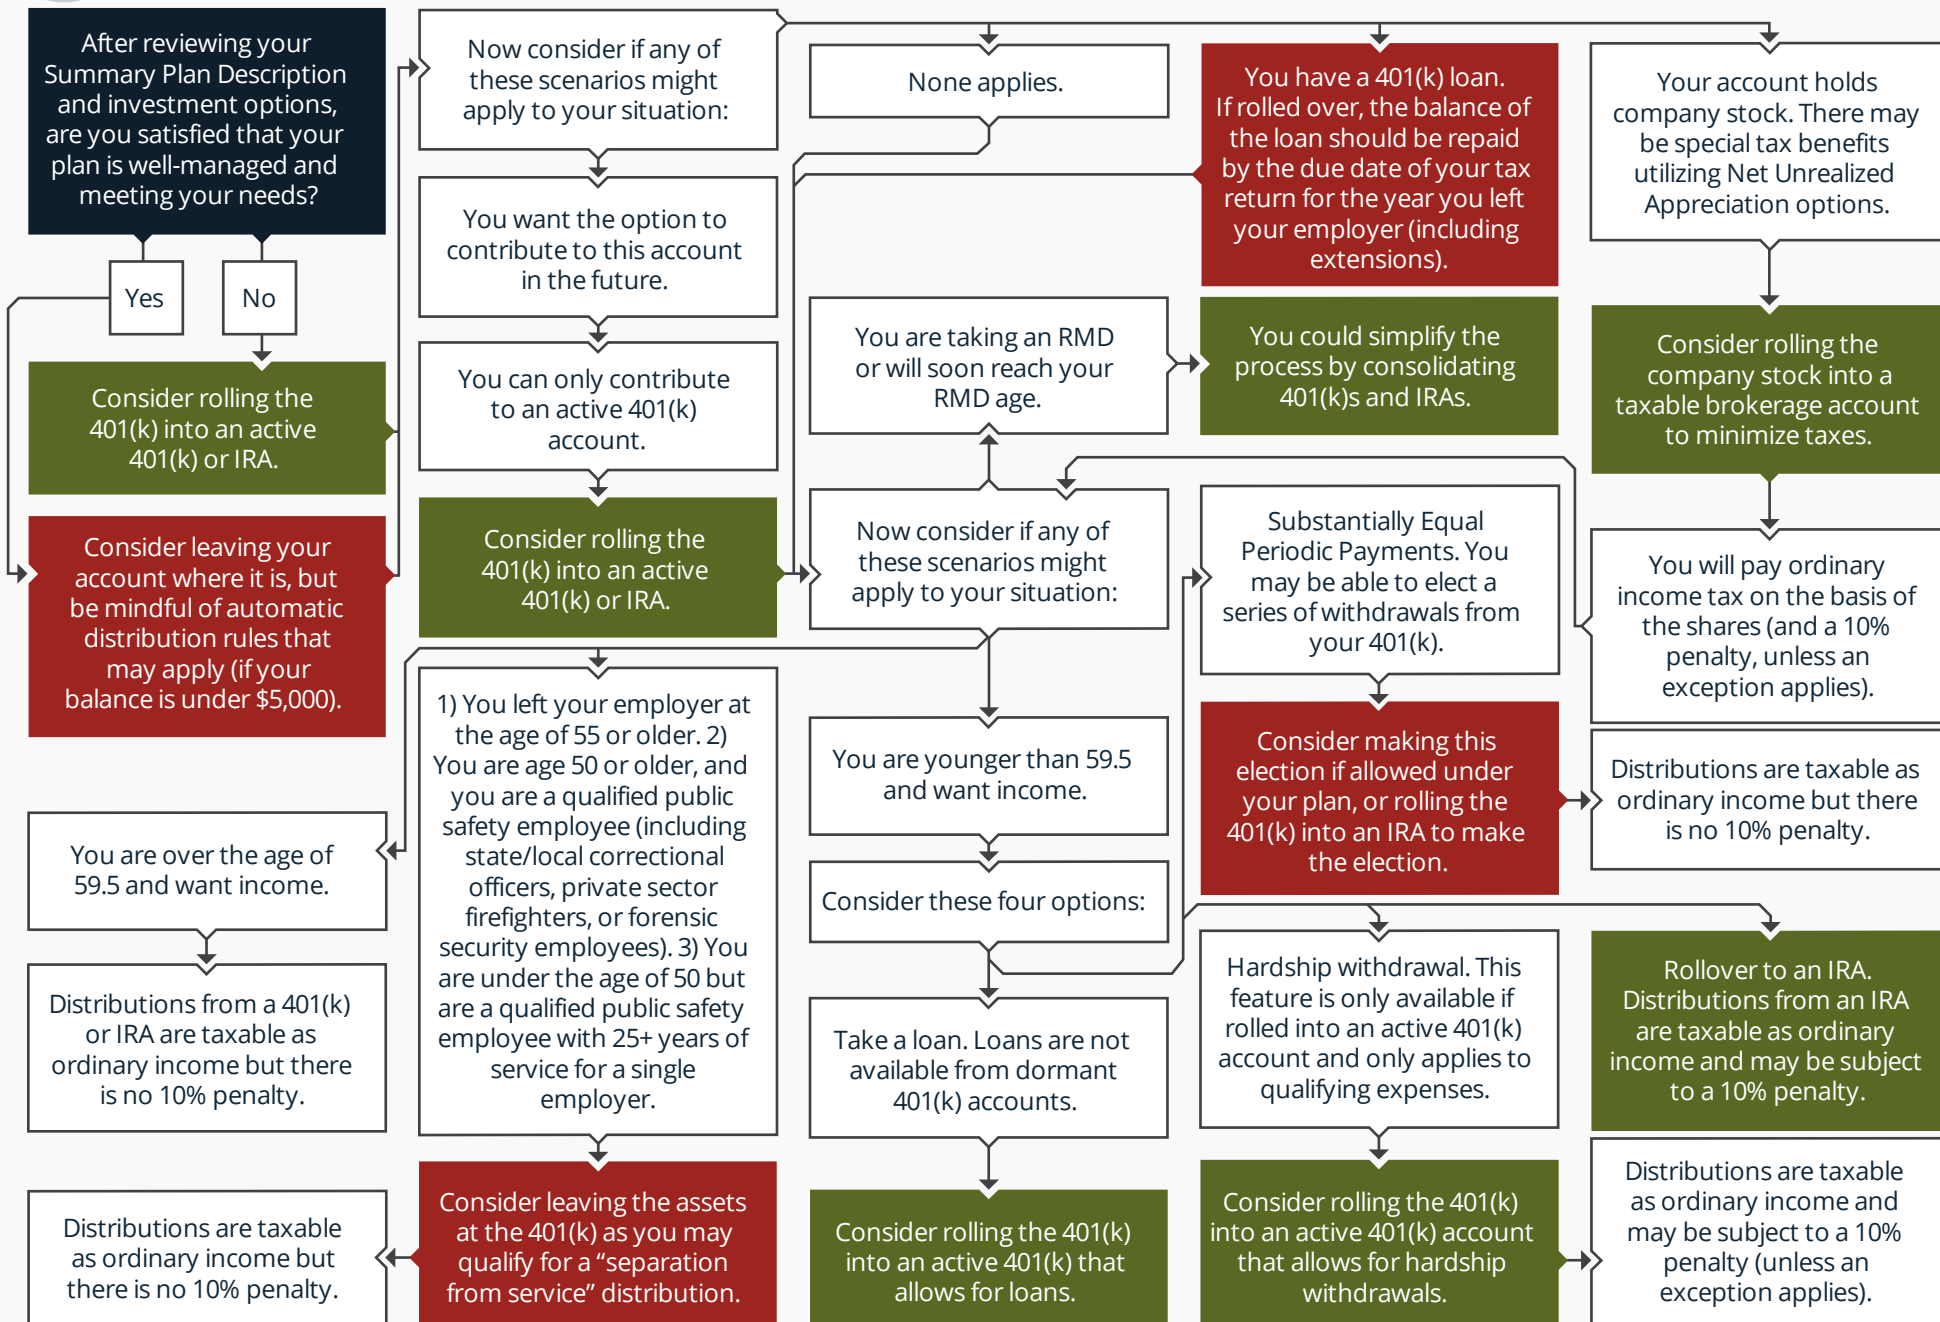 After reviewing your
Summary Plan Description
and investment options,
are you satisfied that your
plan is well-managed and
meeting your needs?
Yes
No
Consider rolling the
401(k) into an active
401(k) or IRA.
Consider leaving your
account where it is, but
be mindful of automatic
distribution rules that
may apply (if your
balance is under $5,000).
Now consider if any of
these scenarios might
apply to your situation:
You want the option to
contribute to this account
in the future.
You can only contribute
to an active 401(k)
account.
Consider rolling the
401(k) into an active
401(k) or IRA.
None applies.
You have a 401(k) loan.
If rolled over, the balance of
the loan should be repaid
by the due date of your tax
return for the year you left
your employer (including
extensions).
Your account holds
company stock. There may
be special tax benefits
utilizing Net Unrealized
Appreciation options.
Consider rolling the
company stock into a
taxable brokerage account
to minimize taxes.
You will pay ordinary
income tax on the basis of
the shares (and a 10%
penalty, unless an
exception applies).
Now consider if any of
these scenarios might
apply to your situation:
You are taking an RMD
or will soon reach your
RMD age.
You could simplify the
process by consolidating
401(k)s and IRAs.
You are over the age of
59.5 and want income.
Distributions from a 401(k)
or IRA are taxable as
ordinary income but there
is no 10% penalty.
1) You left your employer at
the age of 55 or older. 2)
You are age 50 or older, and
you are a qualified public
safety employee (including
state/local correctional
officers, private sector
firefighters, or forensic
security employees). 3) You
are under the age of 50 but
are a qualified public safety
employee with 25+ years of
service for a single
employer.
Consider leaving the assets
at the 401(k) as you may
qualify for a “separation
from service” distribution.
Distributions are taxable
as ordinary income but
there is no 10% penalty.
You are younger than 59.5
and want income.
Consider these four options:
Take a loan. Loans are not
available from dormant
401(k) accounts.
Consider rolling the 401(k)
into an active 401(k) that
allows for loans.
Substantially Equal
Periodic Payments. You
may be able to elect a
series of withdrawals from
your 401(k).
Consider making this
election if allowed under
your plan, or rolling the
401(k) into an IRA to make
the election.
Distributions are taxable as
ordinary income but there
is no 10% penalty.
Hardship withdrawal. This
feature is only available if
rolled into an active 401(k)
account and only applies to
qualifying expenses.
Consider rolling the 401(k)
into an active 401(k) account
that allows for hardship
withdrawals.
Distributions are taxable
as ordinary income and
may be subject to a 10%
penalty (unless an
exception applies).
Rollover to an IRA.
Distributions from an IRA
are taxable as ordinary
income and may be subject
to a 10% penalty.